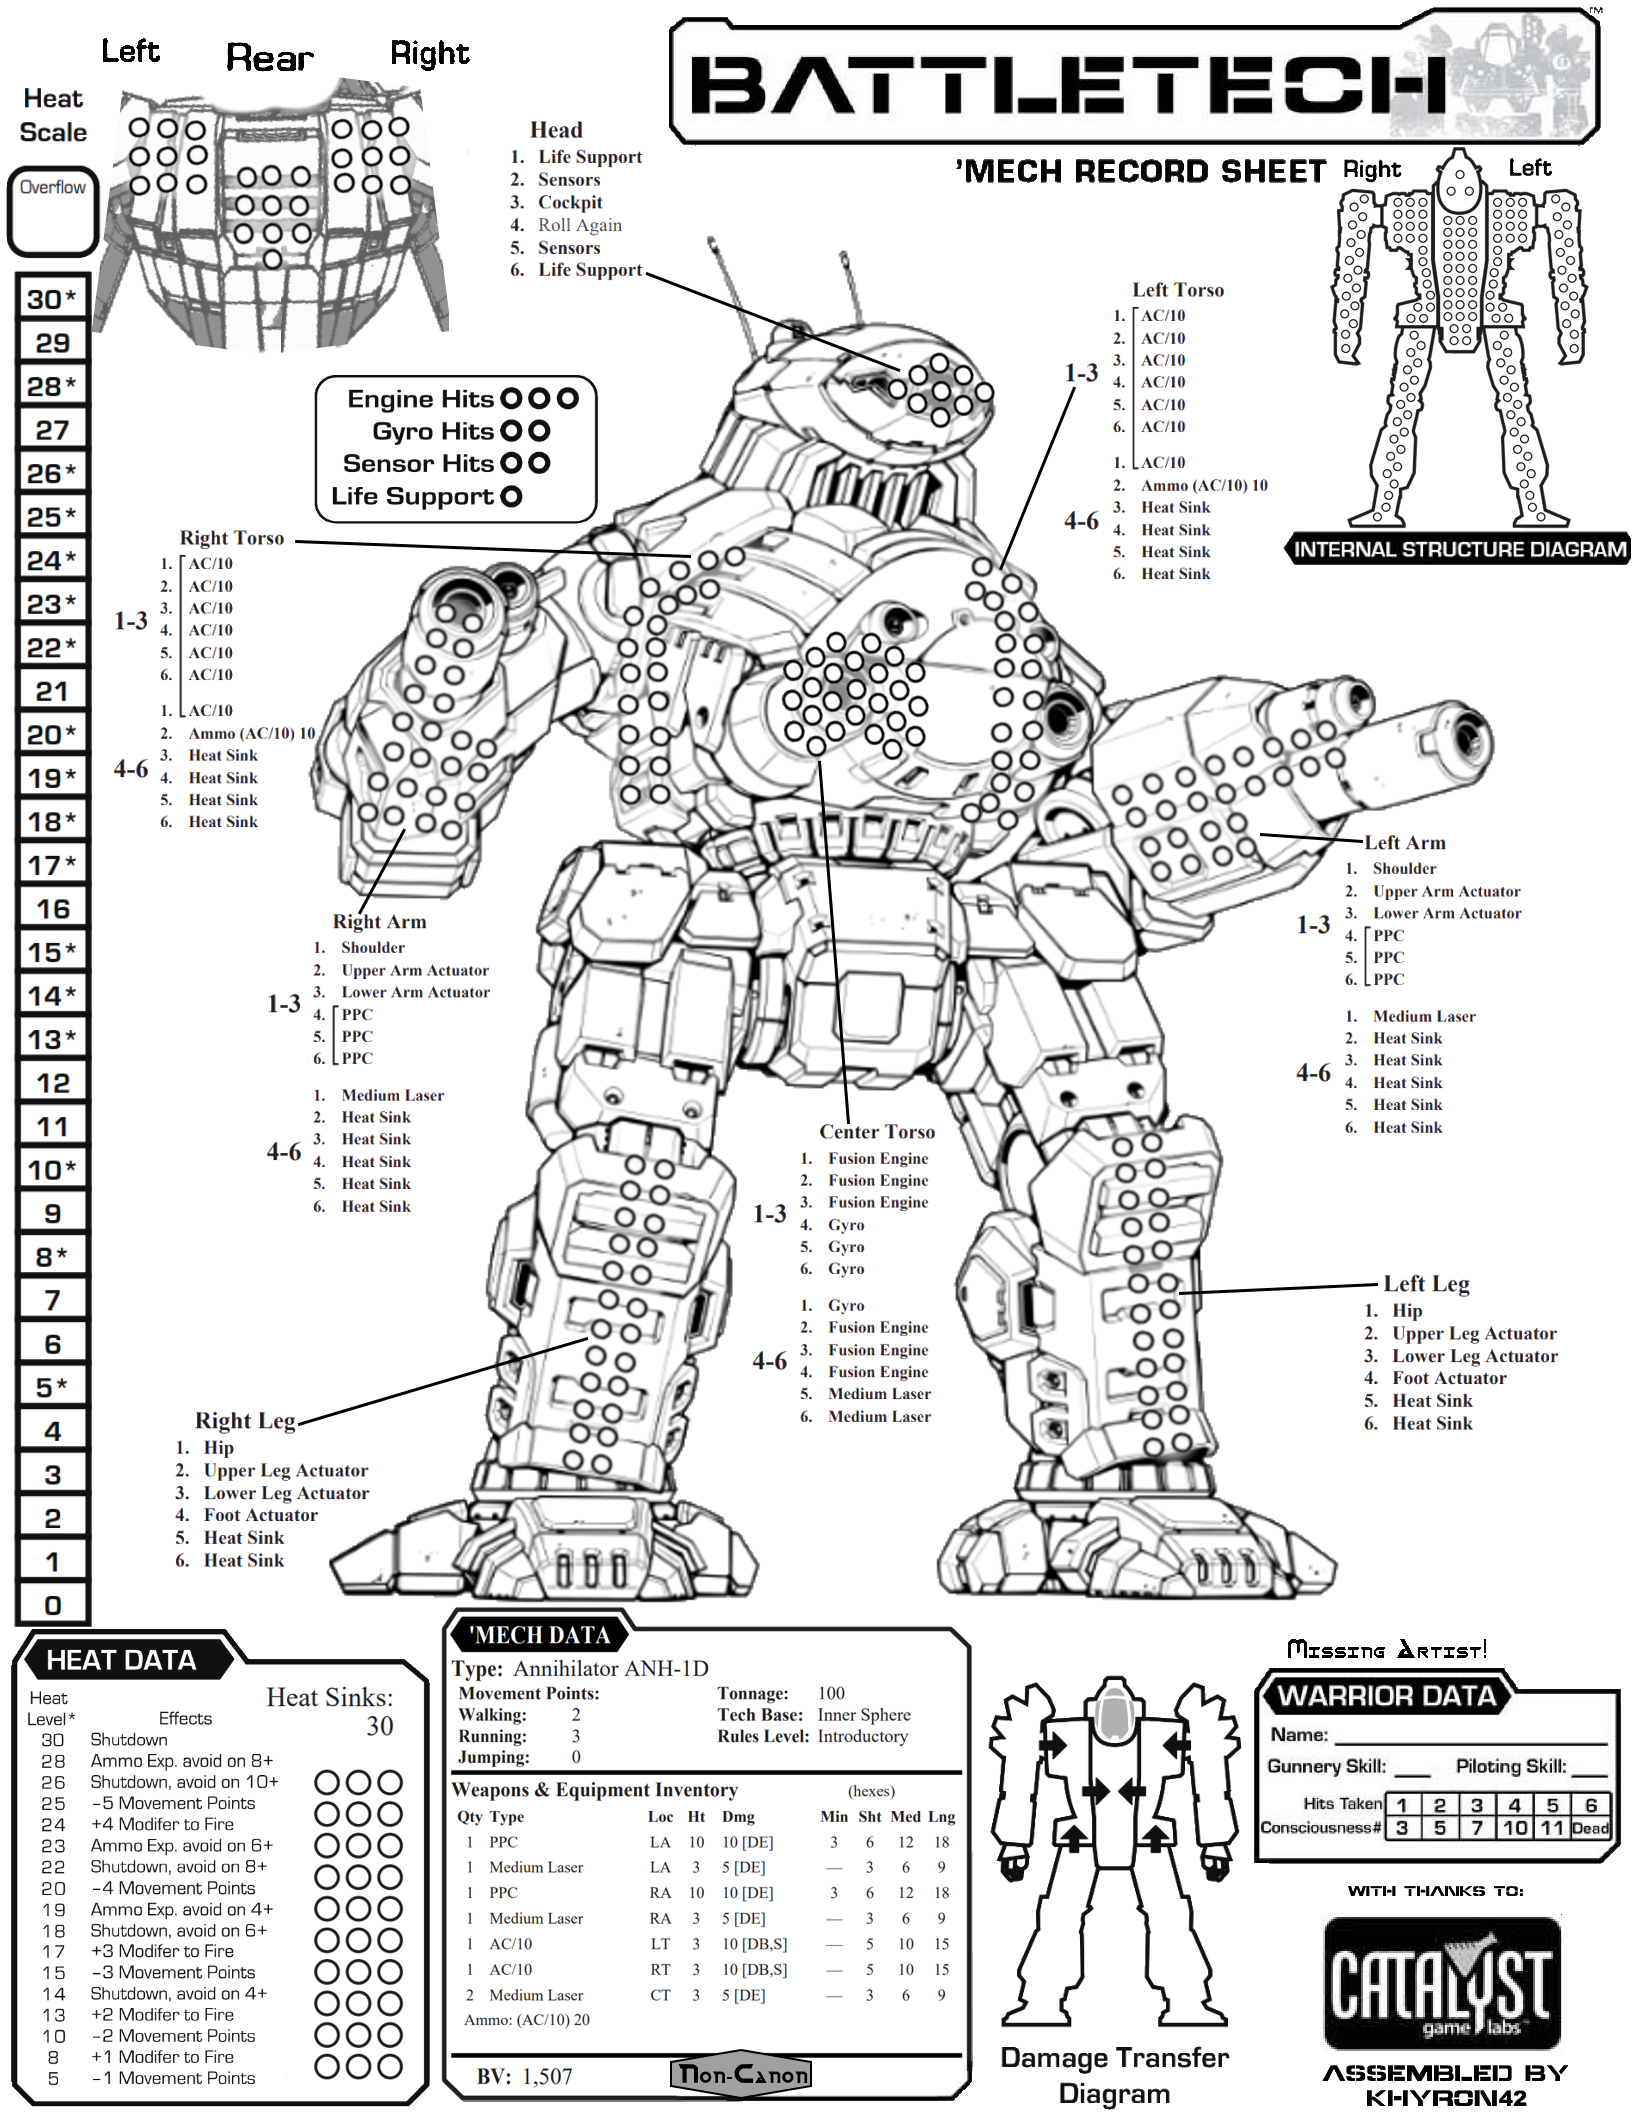 Left Rear Right
BATTLETECH
™
'MECH RECORD SHEET
Right Left
INTERNAL STRUCTURE DIAGRAM
Heat
Scale
Overflow
30*
29
28*
27
26*
25*
24*
23*
22*
21
20*
19*
18*
17*
16
15*
14*
13*
12
11
10*
9
8*
7
6
5*
4
3
2
1
0
Head
1. Life Support
2. Sensors
3. Cockpit
4. Roll Again
5. Sensors
6. Life Support
Engine Hits
Gyro Hits
Sensor Hits
Life Support
Left Torso
1-3
1. AC/10
2. AC/10
3. AC/10
4. AC/10
5. AC/10
6. AC/10
4-6
1. AC/10
2. Ammo (AC/10) 10
3. Heat Sink
4. Heat Sink
5. Heat Sink
6. Heat Sink
Right Torso
1-3
1. AC/10
2. AC/10
3. AC/10
4. AC/10
5. AC/10
6. AC/10
4-6
1. AC/10
2. Ammo (AC/10) 10
3. Heat Sink
4. Heat Sink
5. Heat Sink
6. Heat Sink
Left Arm
1-3
1. Shoulder
2. Upper Arm Actuator
3. Lower Arm Actuator
4. PPC
5. PPC
6. PPC
4-6
1. Medium Laser
2. Heat Sink
3. Heat Sink
4. Heat Sink
5. Heat Sink
6. Heat Sink
Right Arm
1-3
1. Shoulder
2. Upper Arm Actuator
3. Lower Arm Actuator
4. PPC
5. PPC
6. PPC
4-6
1. Medium Laser
2. Heat Sink
3. Heat Sink
4. Heat Sink
5. Heat Sink
6. Heat Sink
Center Torso
1-3
1. Fusion Engine
2. Fusion Engine
3. Fusion Engine
4. Gyro
5. Gyro
6. Gyro
4-6
1. Gyro
2. Fusion Engine
3. Fusion Engine
4. Fusion Engine
5. Medium Laser
6. Medium Laser
Left Leg
1. Hip
2. Upper Leg Actuator
3. Lower Leg Actuator
4. Foot Actuator
5. Heat Sink
6. Heat Sink
Right Leg
1. Hip
2. Upper Leg Actuator
3. Lower Leg Actuator
4. Foot Actuator
5. Heat Sink
6. Heat Sink
HEAT DATA
Heat Sinks:
30
Heat
Level* Effects
30 Shutdown
28 Ammo Exp. avoid on 8+
26 Shutdown, avoid on 10+
25 -5 Movement Points
24 +4 Modifer to Fire
23 Ammo Exp. avoid on 6+
22 Shutdown, avoid on 8+
20 -4 Movement Points
19 Ammo Exp. avoid on 4+
18 Shutdown, avoid on 6+
17 +3 Modifer to Fire
15 -3 Movement Points
14 Shutdown, avoid on 4+
13 +2 Modifer to Fire
10 -2 Movement Points
8 +1 Modifer to Fire
5 -1 Movement Points
'MECH DATA
Type: Annihilator ANH-1D
Movement Points: Tonnage: 100
Walking: 2 Tech Base: Inner Sphere
Running: 3 Rules Level: Introductory
Jumping: 0
Weapons & Equipment Inventory (hexes)
Qty Type Loc Ht Dmg Min Sht Med Lng
1 PPC LA 10 10 [DE] 3 6 12 18
1 Medium Laser LA 3 5 [DE] — 3 6 9
1 PPC RA 10 10 [DE] 3 6 12 18
1 Medium Laser RA 3 5 [DE] — 3 6 9
1 AC/10 LT 3 10 [DB,S] — 5 10 15
1 AC/10 RT 3 10 [DB,S] — 5 10 15
2 Medium Laser CT 3 5 [DE] — 3 6 9
Ammo: (AC/10) 20
BV: 1,507
Non-Canon
Damage Transfer
Diagram
Missing Artist!
WARRIOR DATA
Name:
Gunnery Skill: Piloting Skill:
Hits Taken 1 2 3 4 5 6
Consciousness# 3 5 7 10 11 Dead
WITH THANKS TO:
CATALYST
game labs™
ASSEMBLED BY
KHYRON42